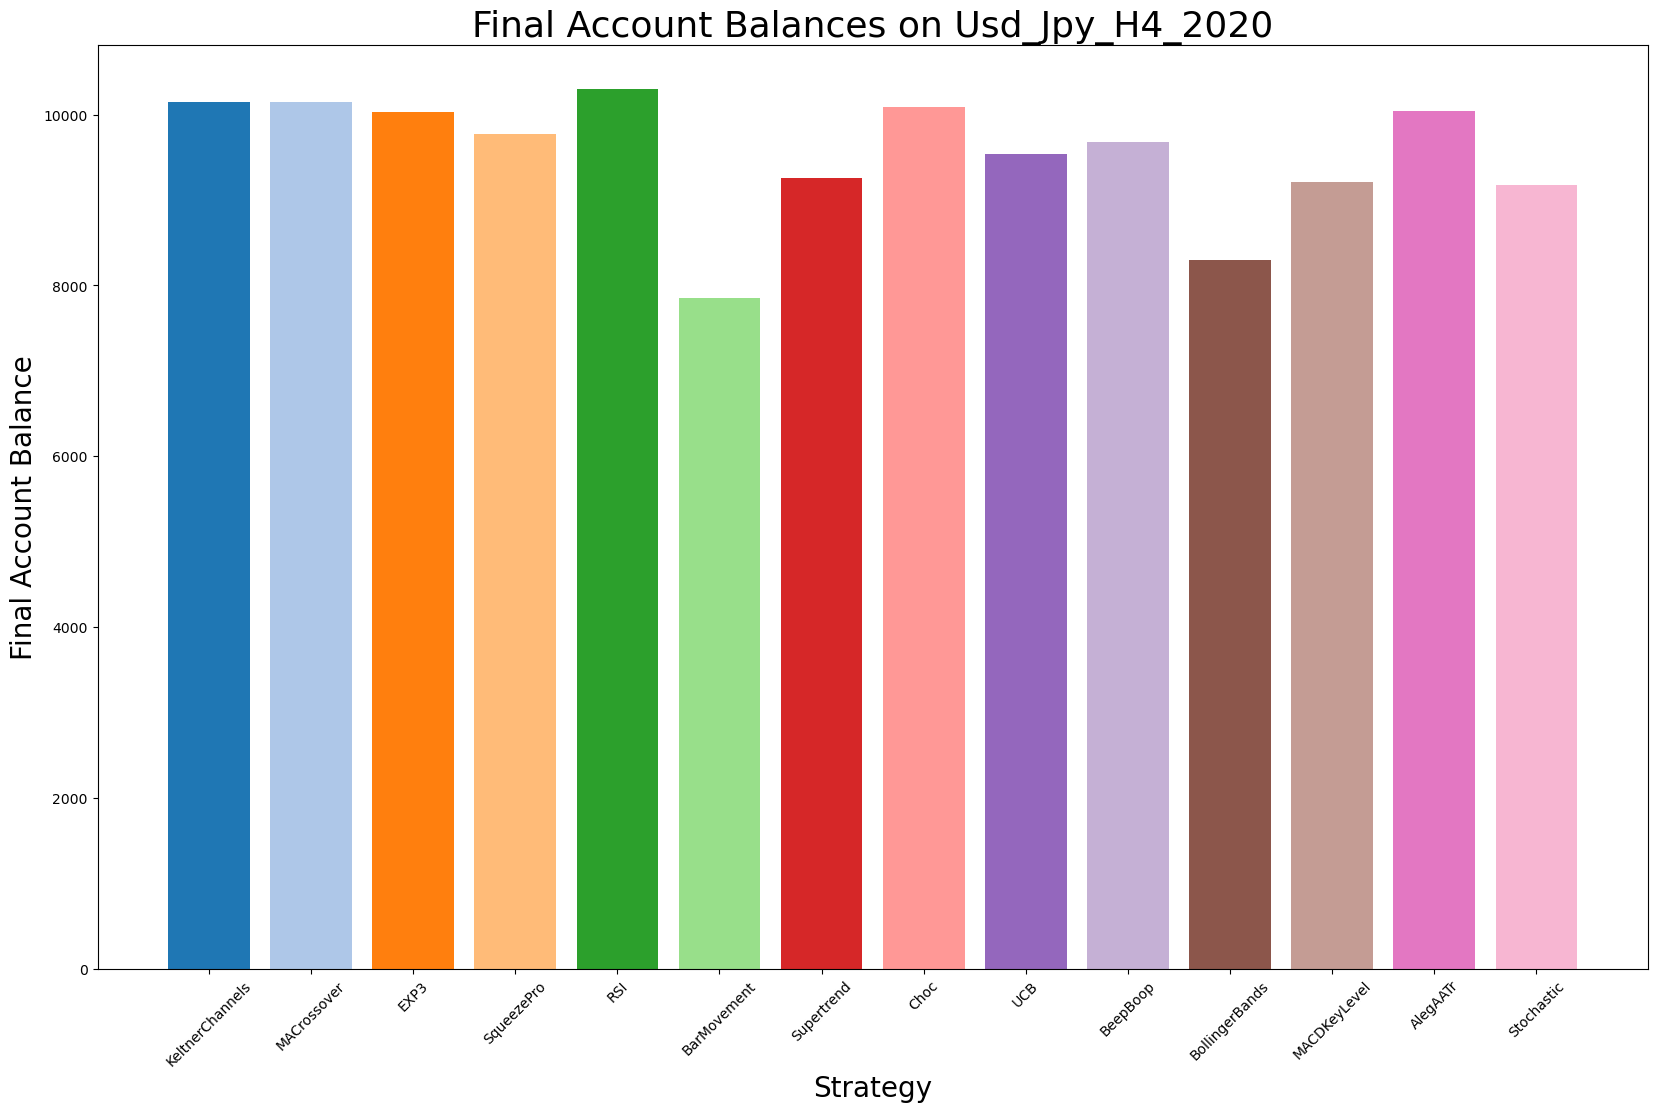 Final Account Balances on Usd_Jpy_H4_2020
Final Account Balance
10000
8000
6000
4000
2000
0
KeltnerChannels
MACrossover
EXP3
SqueezePro
RSI
BarMovement
Supertrend
Choc
UCB
BeepBoop
BollingerBands
MACDKeyLevel
AlegAATr
Stochastic
Strategy